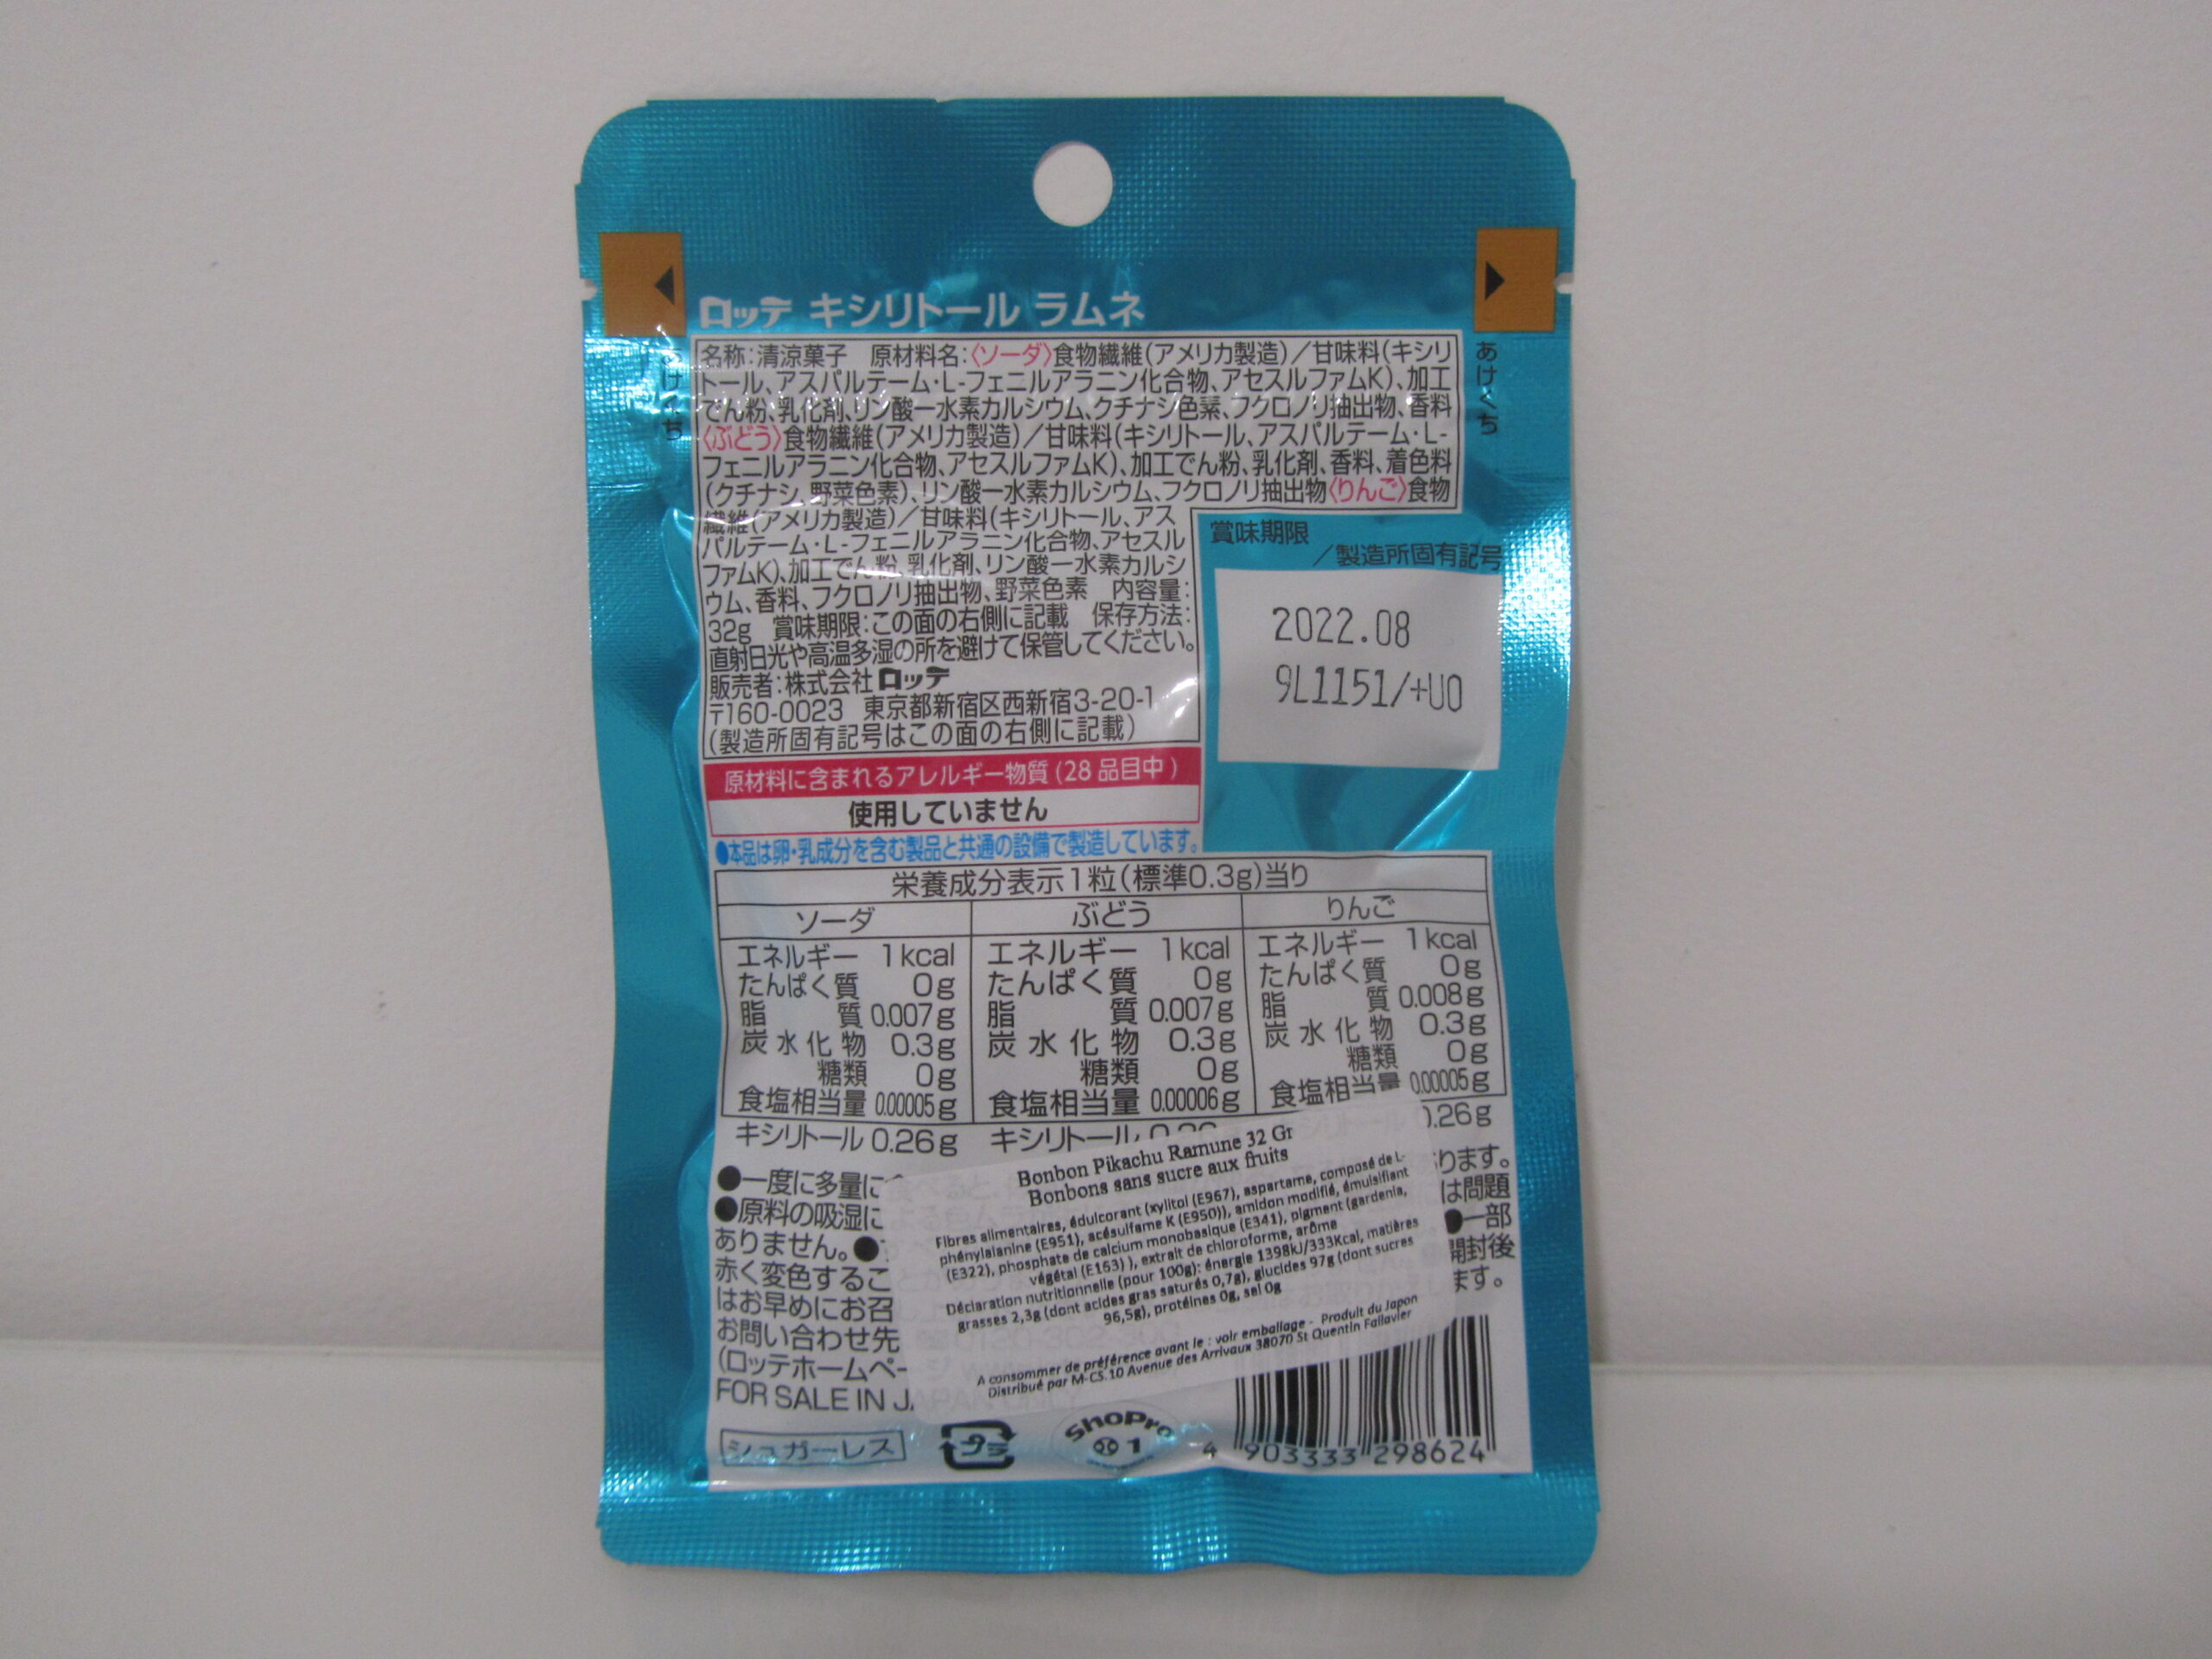 ロッテ キシリトール ラムネ
名称:清涼菓子 原材料名:〈ソーダ〉食物繊維(アメリカ製造)/甘味料(キシリ
トール、アスパルテーム・L-フェニルアラニン化合物、アセスルファムK)、加工
でん粉、乳化剤、リン酸一水素カルシウム、クチナシ色素、フクロノリ抽出物、香料
〈ぶどう〉食物繊維(アメリカ製造)/甘味料(キシリトール、アスパルテーム・L-
フェニルアラニン化合物、アセスルファムK)、加工でん粉、乳化剤、香料、着色料
(クチナシ、野菜色素)、リン酸一水素カルシウム、フクロノリ抽出物〈りんご〉食物
繊維(アメリカ製造)/甘味料(キシリトール、アス
パルテーム・L-フェニルアラニン化合物、アセスル
ファムK)、加工でん粉、乳化剤、リン酸一水素カルシ
ウム、香料、フクロノリ抽出物、野菜色素 内容量:
32g 賞味期限:この面の右側に記載 保存方法:
直射日光や高温多湿の所を避けて保管してください。
販売者:株式会社ロッテ
〒160-0023 東京都新宿区西新宿3-20-1
(製造所固有記号はこの面の右側に記載)
あけくち
賞味期限
/製造所固有記号
2022.08
9L1151/+U0
原材料に含まれるアレルギー物質(28品目中)
使用していません
●本品は卵・乳成分を含む製品と共通の設備で製造しています。
栄養成分表示1粒(標準0.3g)当り
ソーダ ぶどう りんご
エネルギー 1kcal エネルギー 1kcal エネルギー 1kcal
たんぱく質 0g たんぱく質 0g たんぱく質 0g
脂質 0.007g 脂質 0.007g 脂質 0.008g
炭水化物 0.3g 炭水化物 0.3g 炭水化物 0.3g
糖類 0g 糖類 0g 糖類 0g
食塩相当量 0.00005g 食塩相当量 0.00006g 食塩相当量 0.00005g
キシリトール 0.26g キシリトール 0.26g
●一度に多量に ります。
●原料の吸湿に は問題
ありません。● ●一部
赤く変色するこ 開封後
はお早めにお召 ます。
お問い合わせ先
(ロッテホームペー
FOR SALE IN JAPAN ONLY
Bonbon Pikachu Ramune 32 Gr
Bonbons sans sucre aux fruits
Fibres alimentaires, édulcorant (xylitol (E967), aspartame, composé de L-
phénylalanine (E951), acésulfame K (E950)), amidon modifié, émulsifiant
(E322), phosphate de calcium monobasique (E341), pigment (gardenia,
végétal (E163) ), extrait de chloroforme, arôme
Déclaration nutritionnelle (pour 100g): énergie 1398kJ/333Kcal, matières
grasses 2,3g (dont acides gras saturés 0,7g), glucides 97g (dont sucres
96,5g), protéines 0g, sel 0g
A consommer de préférence avant le : voir emballage - Produit du Japon
Distribué par M-CS.10 Avenue des Arrivaux 38070 St Quentin Fallavier
シュガーレス
プラ
ShoPro
1
4 903333 298624